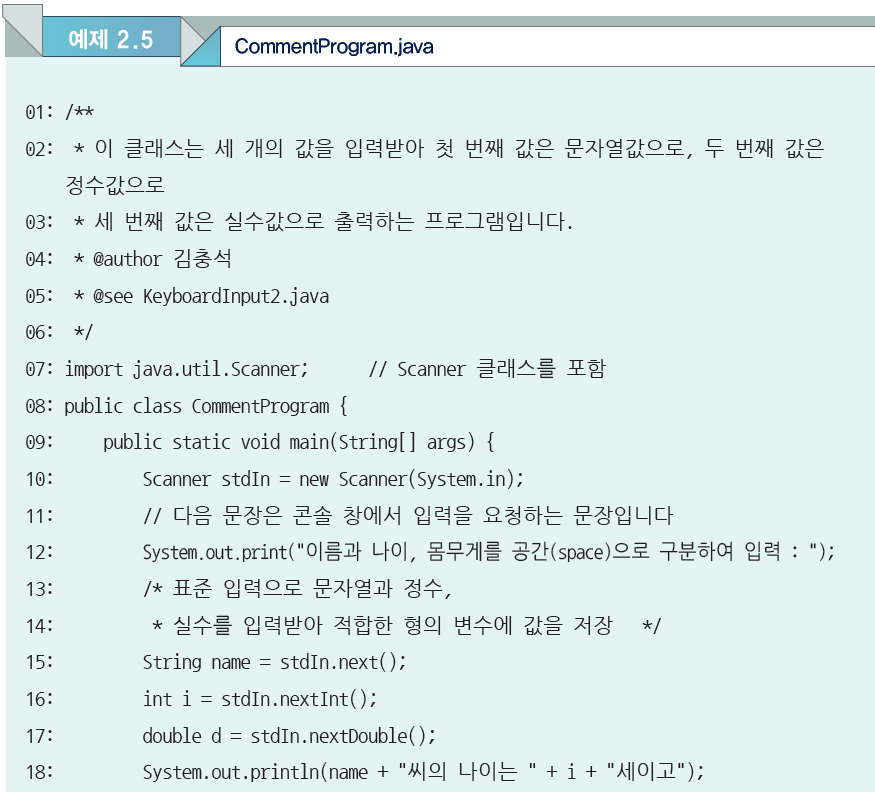 예제 2.5
CommentProgram.java
01: /**
02:  * 이 클래스는 세 개의 값을 입력받아 첫 번째 값은 문자열값으로, 두 번째 값은
정수값으로
03:  * 세 번째 값은 실수값으로 출력하는 프로그램입니다.
04:  * @author 김충석
05:  * @see KeyboardInput2.java
06:  */
07: import java.util.Scanner;      // Scanner 클래스를 포함
08: public class CommentProgram {
09:     public static void main(String[] args) {
10:         Scanner stdIn = new Scanner(System.in);
11:         // 다음 문장은 콘솔 창에서 입력을 요청하는 문장입니다
12:         System.out.print("이름과 나이, 몸무게를 공간(space)으로 구분하여 입력 : ");
13:         /* 표준 입력으로 문자열과 정수,
14:          * 실수를 입력받아 적합한 형의 변수에 값을 저장   */
15:         String name = stdIn.next();
16:         int i = stdIn.nextInt();
17:         double d = stdIn.nextDouble();
18:         System.out.println(name + "씨의 나이는 " + i + "세이고");